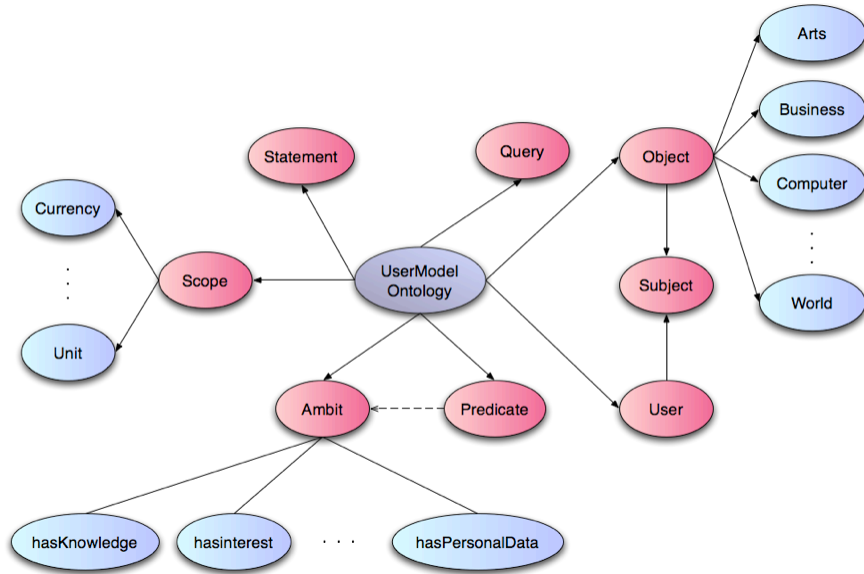 Arts
Business
Query
Statement
Object
Computer
Currency
UserModel
Ontology
Scope
Subject
World
Unit
Ambit
Predicate
User
hasKnowledge
hasinterest
hasPersonalData